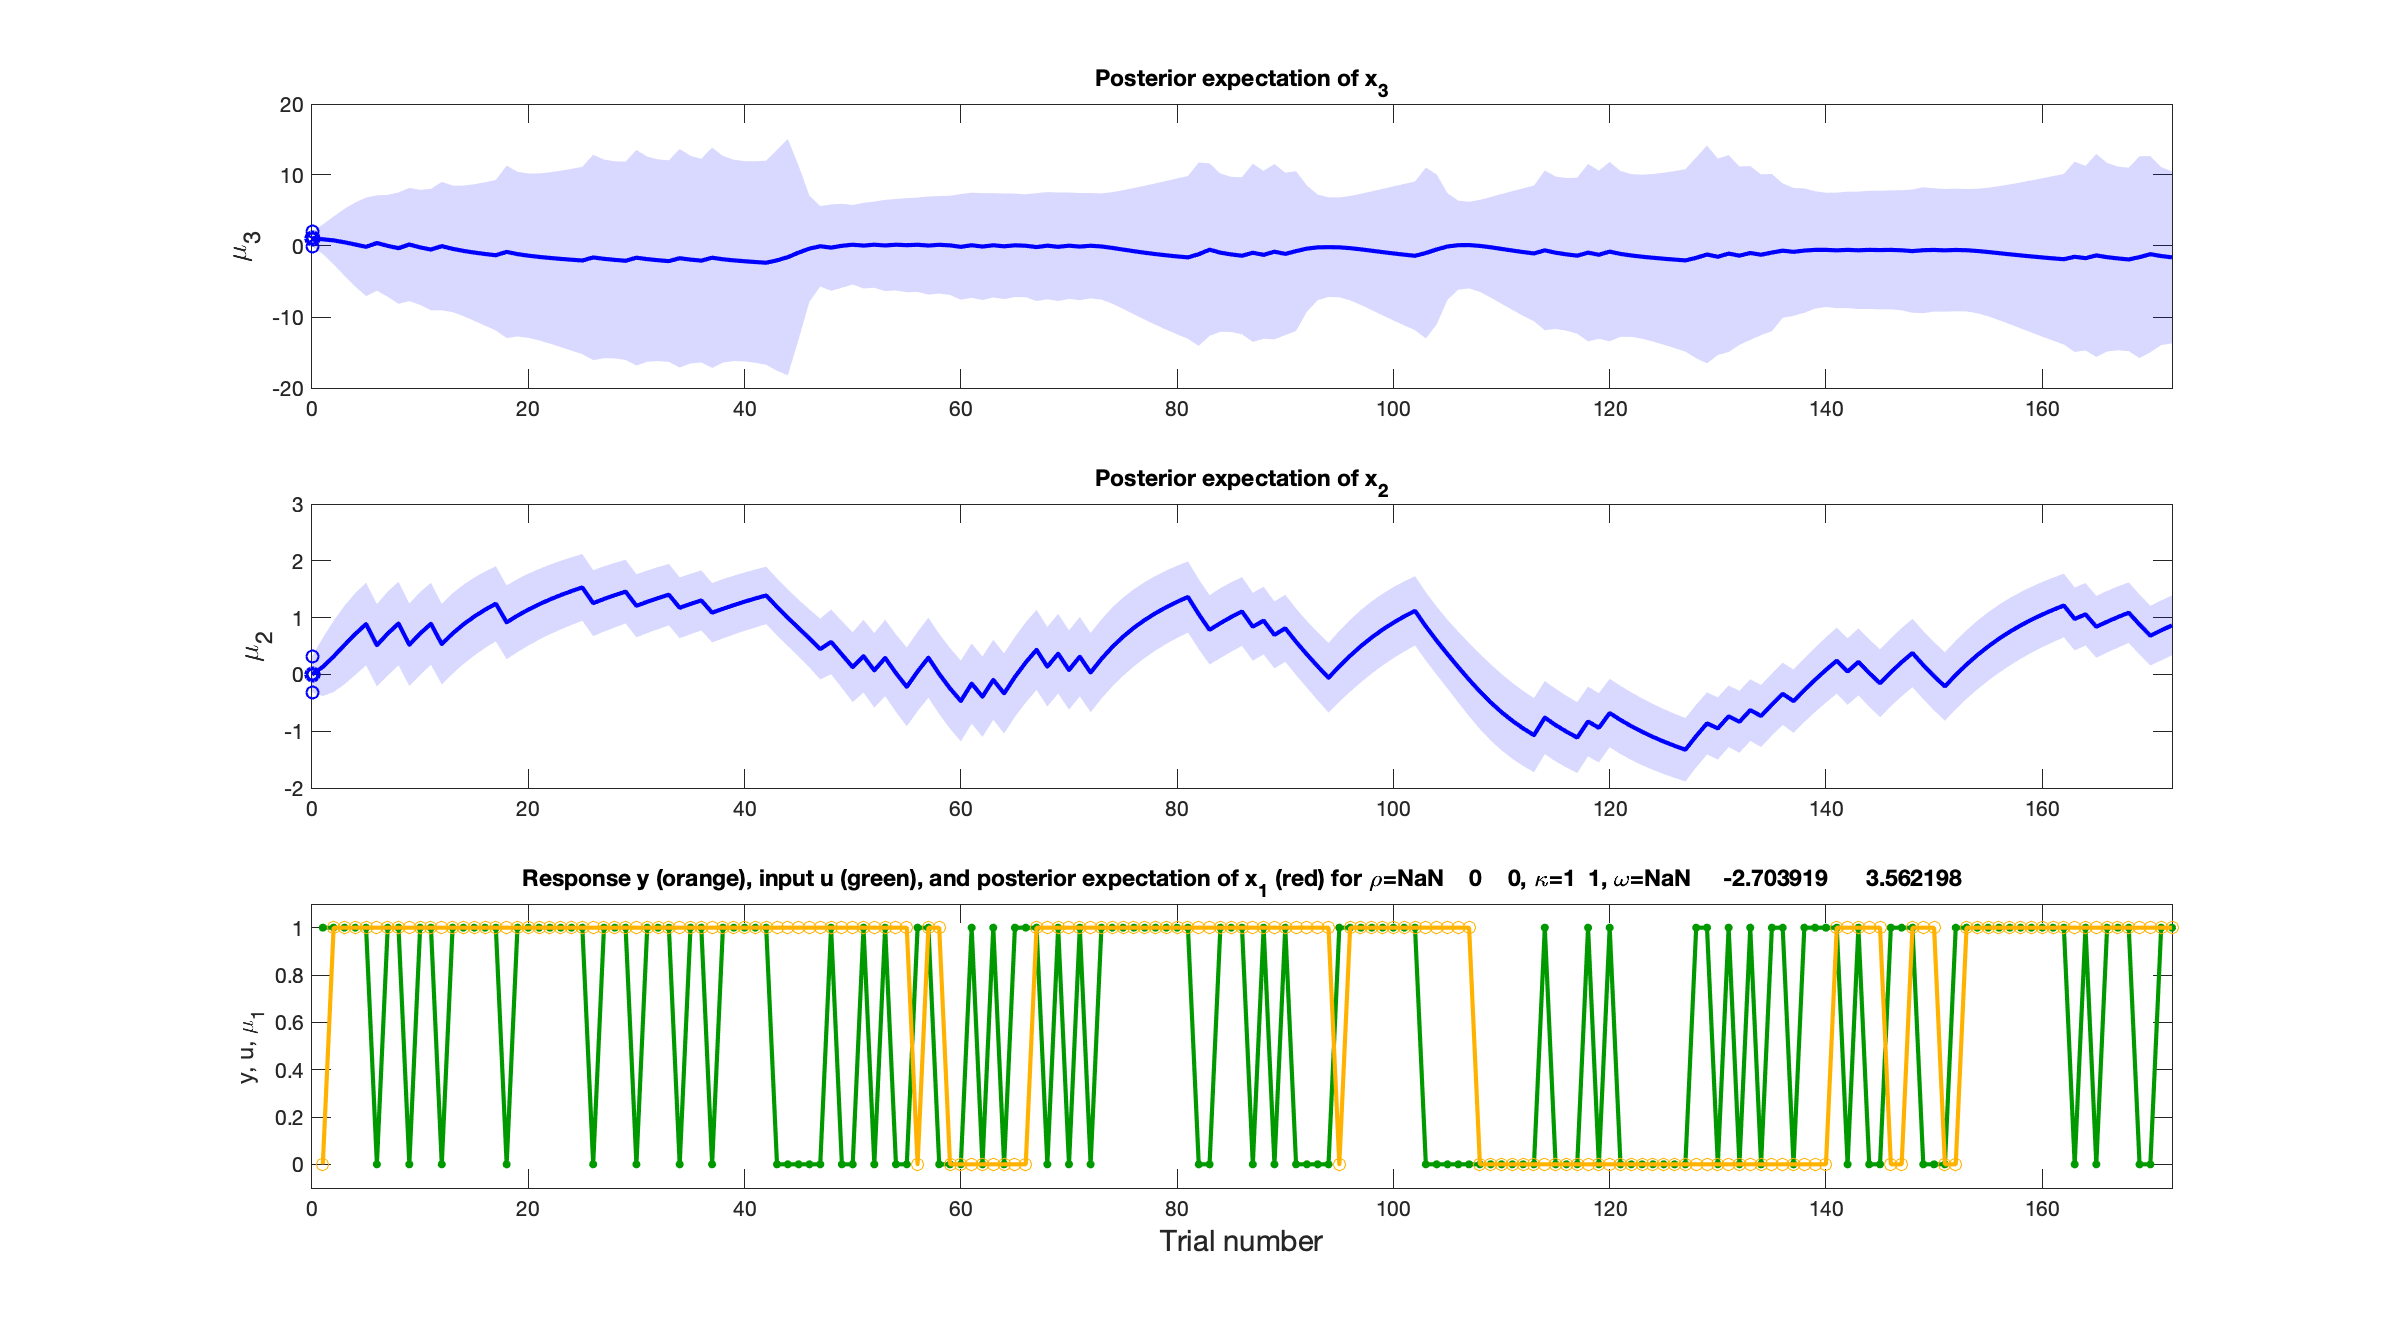 Posterior expectation of x3
μ3
20
10
0
-10
-20
0 20 40 60 80 100 120 140 160
Posterior expectation of x2
μ2
3
2
1
0
-1
-2
0 20 40 60 80 100 120 140 160
Response y (orange), input u (green), and posterior expectation of x1 (red) for ρ=NaN 0 0, κ=1 1, ω=NaN -2.703919 3.562198
y, u, μ1
1
0.8
0.6
0.4
0.2
0
0 20 40 60 80 100 120 140 160
Trial number